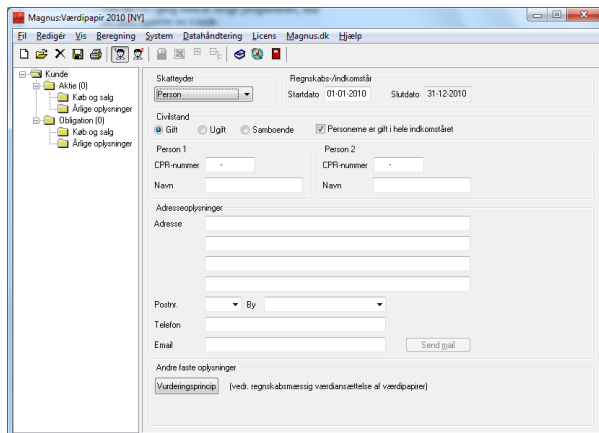 Magnus:Værdipapir 2010 [NY]
Fil Redigér Vis Beregning System Datahåndtering Licens Magnus.dk Hjælp
Kunde
Aktie (0)
Køb og salg
Årlige oplysninger
Obligation (0)
Køb og salg
Årlige oplysninger
Skatteyder
Person
Regnskabs-/indkomstår
Startdato 01-01-2010 Slutdato 31-12-2010
Civilstand
Gift Ugift Samboende Personerne er gift i hele indkomståret
Person 1
CPR-nummer -
Navn
Person 2
CPR-nummer -
Navn
Adresseoplysninger
Adresse
Postnr. By
Telefon
Email Send mail
Andre faste oplysninger
Vurderingsprincip (vedr. regnskabsmæssig værdiansættelse af værdipapirer)